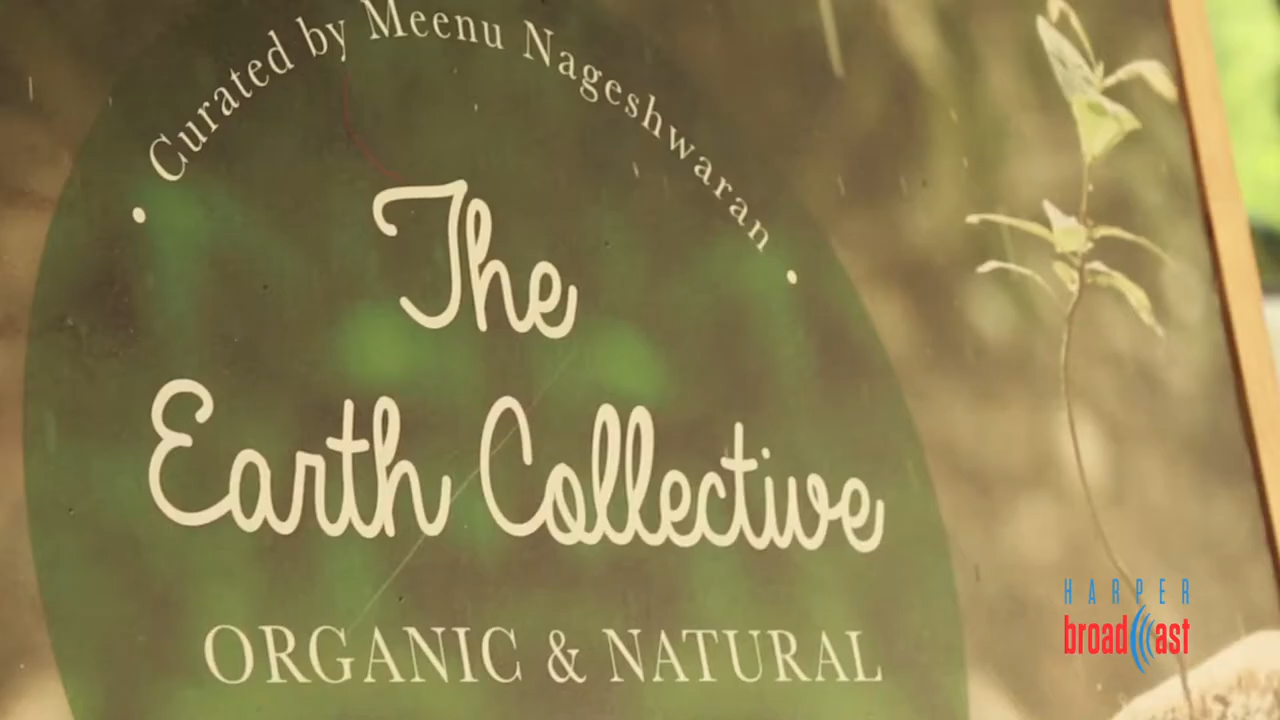 Curated by Meenu Nageshwaran
The
Earth Collective
ORGANIC & NATURAL
HARPER
broadcast